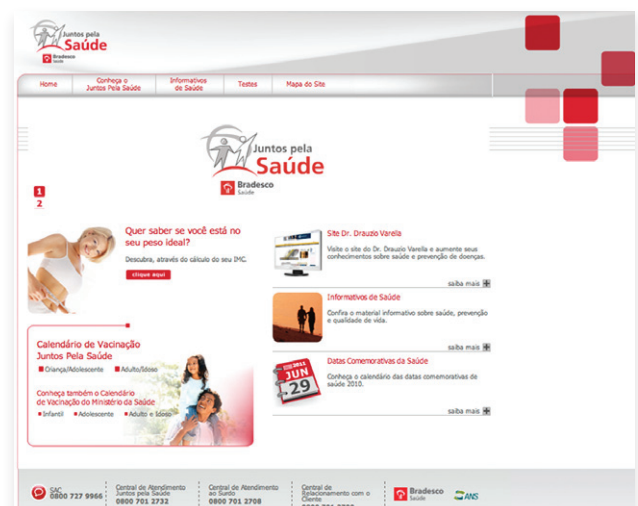 Juntos pela
Saúde
Bradesco
Saúde
Home
Conheça o
Juntos Pela Saúde
Informativos
de Saúde
Testes
Mapa do Site
Juntos pela
Saúde
Bradesco
Saúde
1
2
Quer saber se você está no
seu peso ideal?
Descubra, através do cálculo do seu IMC.
clique aqui
Site Dr. Drauzio Varella
Visite o site do Dr. Drauzio Varella e aumente seus
conhecimentos sobre saúde e prevenção de doenças.
saiba mais
Informativos de Saúde
Confira o material informativo sobre saúde, prevenção
e qualidade de vida.
saiba mais
Calendário de Vacinação
Juntos Pela Saúde
Criança/Adolescente
Adulto/Idoso
Conheça também o Calendário
de Vacinação do Ministério da Saúde
Infantil
Adolescente
Adulto e Idoso
JUN
29
Datas Comemorativas da Saúde
Conheça o calendário das datas comemorativas de
saúde 2010.
saiba mais
SAC
0800 727 9966
Central de Atendimento
Juntos pela Saúde
0800 701 2732
Central de Atendimento
ao Surdo
0800 701 2708
Central de
Relacionamento com o
Cliente
Bradesco
Saúde
ANS